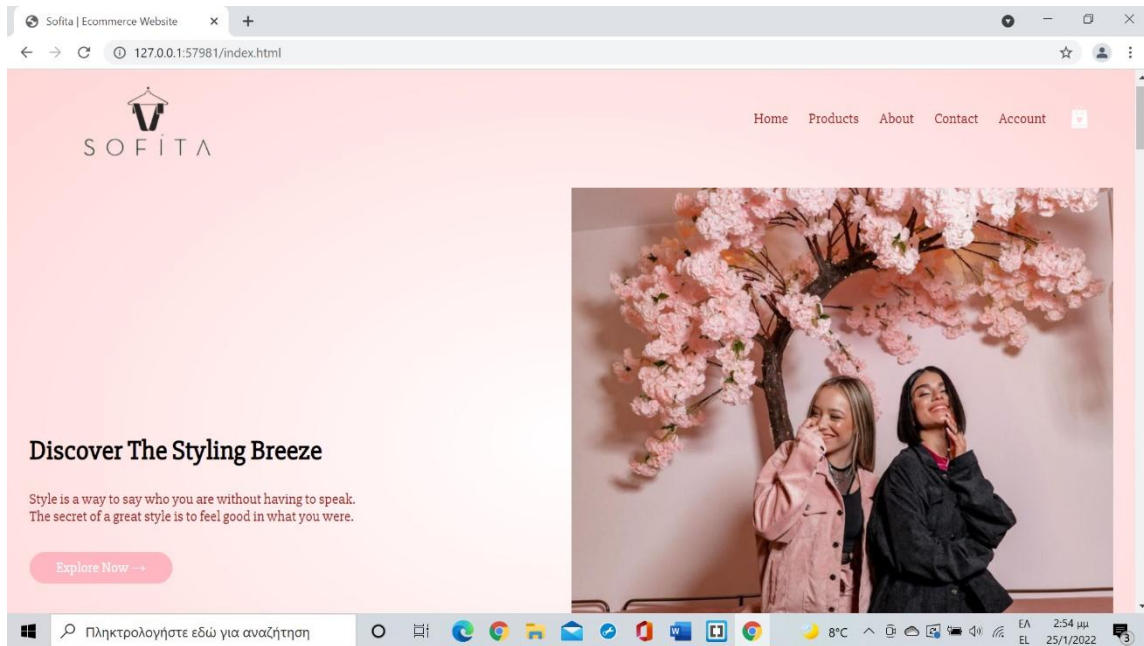 Sofita | Ecommerce Website
127.0.0.1:57981/index.html
SOFITA
Home Products About Contact Account
Discover The Styling Breeze
Style is a way to say who you are without having to speak.
The secret of a great style is to feel good in what you were.
Explore Now →
Πληκτρολογήστε εδώ για αναζήτηση
8°C
ΕΛ
EL
2:54 μμ
25/1/2022
3